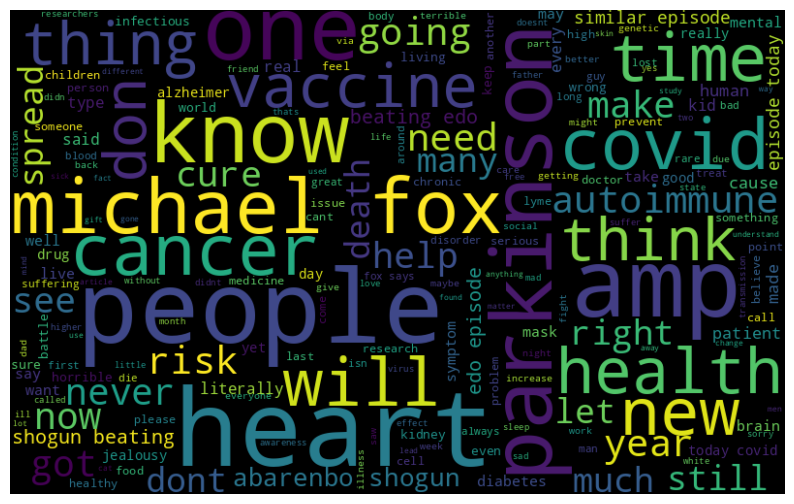 researchers
infectious
body
terrible
didn
different
children
thing
one
going
via
friend
skin
doesnt
genetic
may
similar episode
mental
high
really
part
yes
every
another
keep
living
feel
real
person
type
alzheimer
vaccine
father
better
guy
lost
time
episode today
spread
someone
world
thats
study
way
long
wrong
human
bad
might
prevent
two
kid
said
don
know
beating edo
life
need
parkinson
make
covid
condition
blood
back
used
great
around
many
care
free
getting
rare
due
treat
fact
sick
issue
cant
chronic
doctor
take
good
state
cause
michael fox
cure
death
lyme
autoimmune
something
suffer
understand
gift
gone
social
serious
made
believe
point
well
cancer
disorder
think
drug
help
live
day
fox says
anything
mad
transmission
suffering
medicine
article
mind
without
didnt
give
come
love
maybe
found
matter
fight
mask
call
see
people
edo episode
amp
battle
dad
month
higher
use
yet
research
symptom
problem
night
away
right
patient
change
sure
first
little
last
isn
virus
say
horrible
die
risk
will
increase
health
want
called
everyone
never
literally
let
brain
please
heart
effect
sleep
work
man
men
sorry
now
ill
lot
awareness
saw
kidney
always
new
shogun beating
jealousy
cat
lead
week
even
sad
white
year
today covid
got
food
cell
illness
healthy
dont
abarenbo
shogun
diabetes
much
still